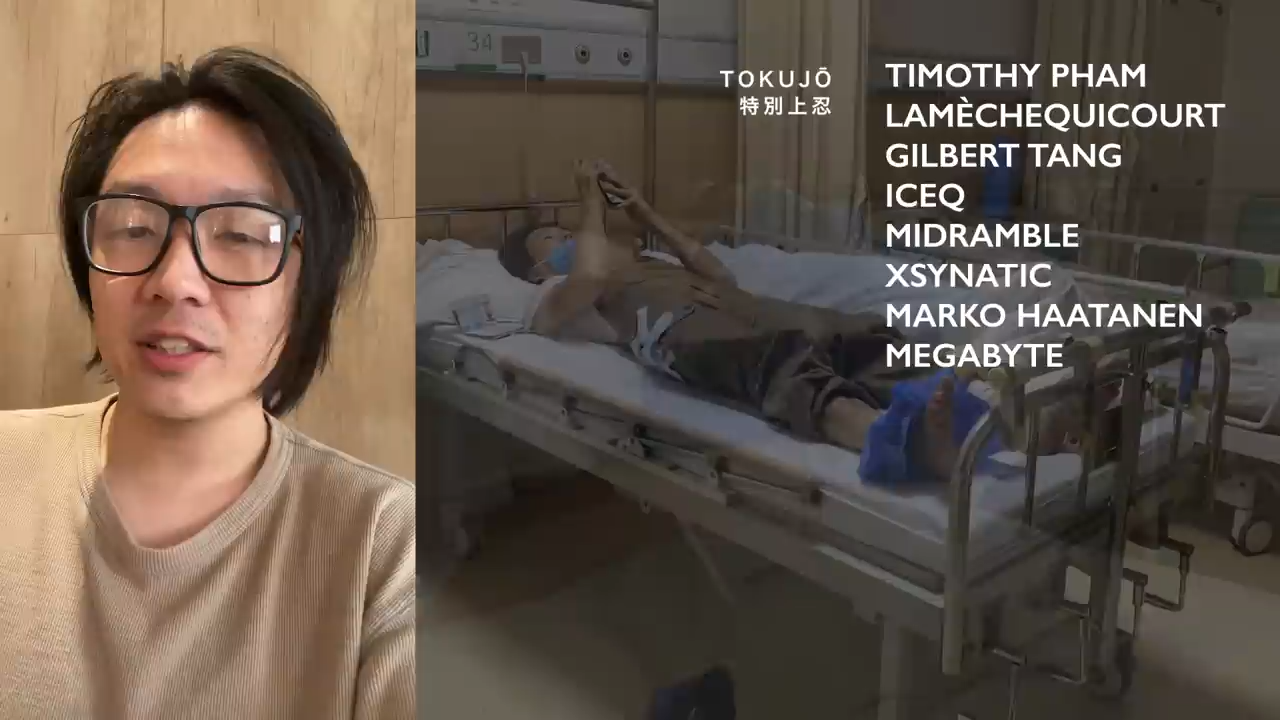 34
TOKUJŌ
特別上忍
TIMOTHY PHAM
LAMÈCHEQUICOURT
GILBERT TANG
ICEQ
MIDRAMBLE
XSYNATIC
MARKO HAATANEN
MEGABYTE